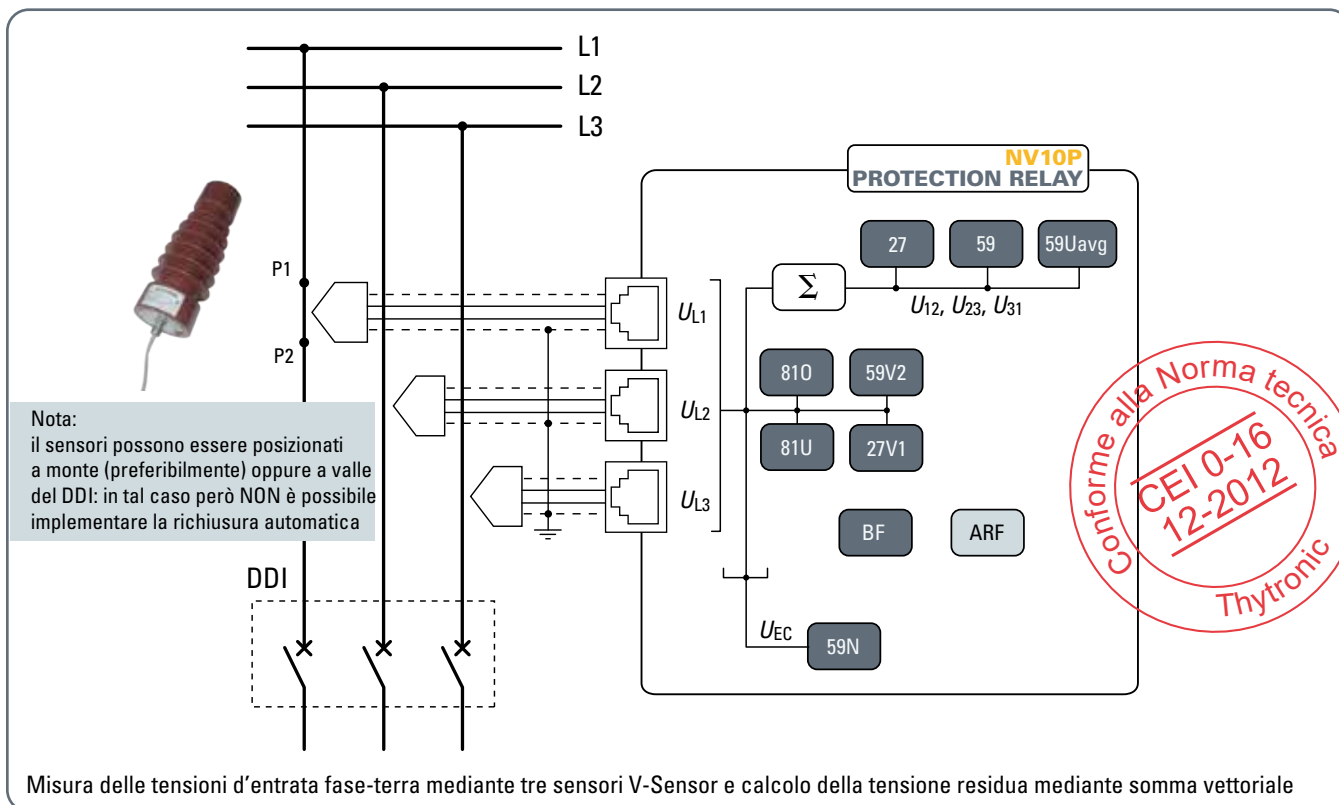 L1
L2
L3
NV10P
PROTECTION RELAY
27
59
59Uavg
Σ
U12, U23, U31
P1
P2
UL1
UL2
UL3
81O
59V2
81U
27V1
BF
ARF
Nota:
il sensori possono essere posizionati
a monte (preferibilmente) oppure a valle
del DDI: in tal caso però NON è possibile
implementare la richiusura automatica
DDI
UEC
59N
Conforme alla Norma tecnica
CEI 0-16
12-2012
Thytronic
Misura delle tensioni d'entrata fase-terra mediante tre sensori V-Sensor e calcolo della tensione residua mediante somma vettoriale